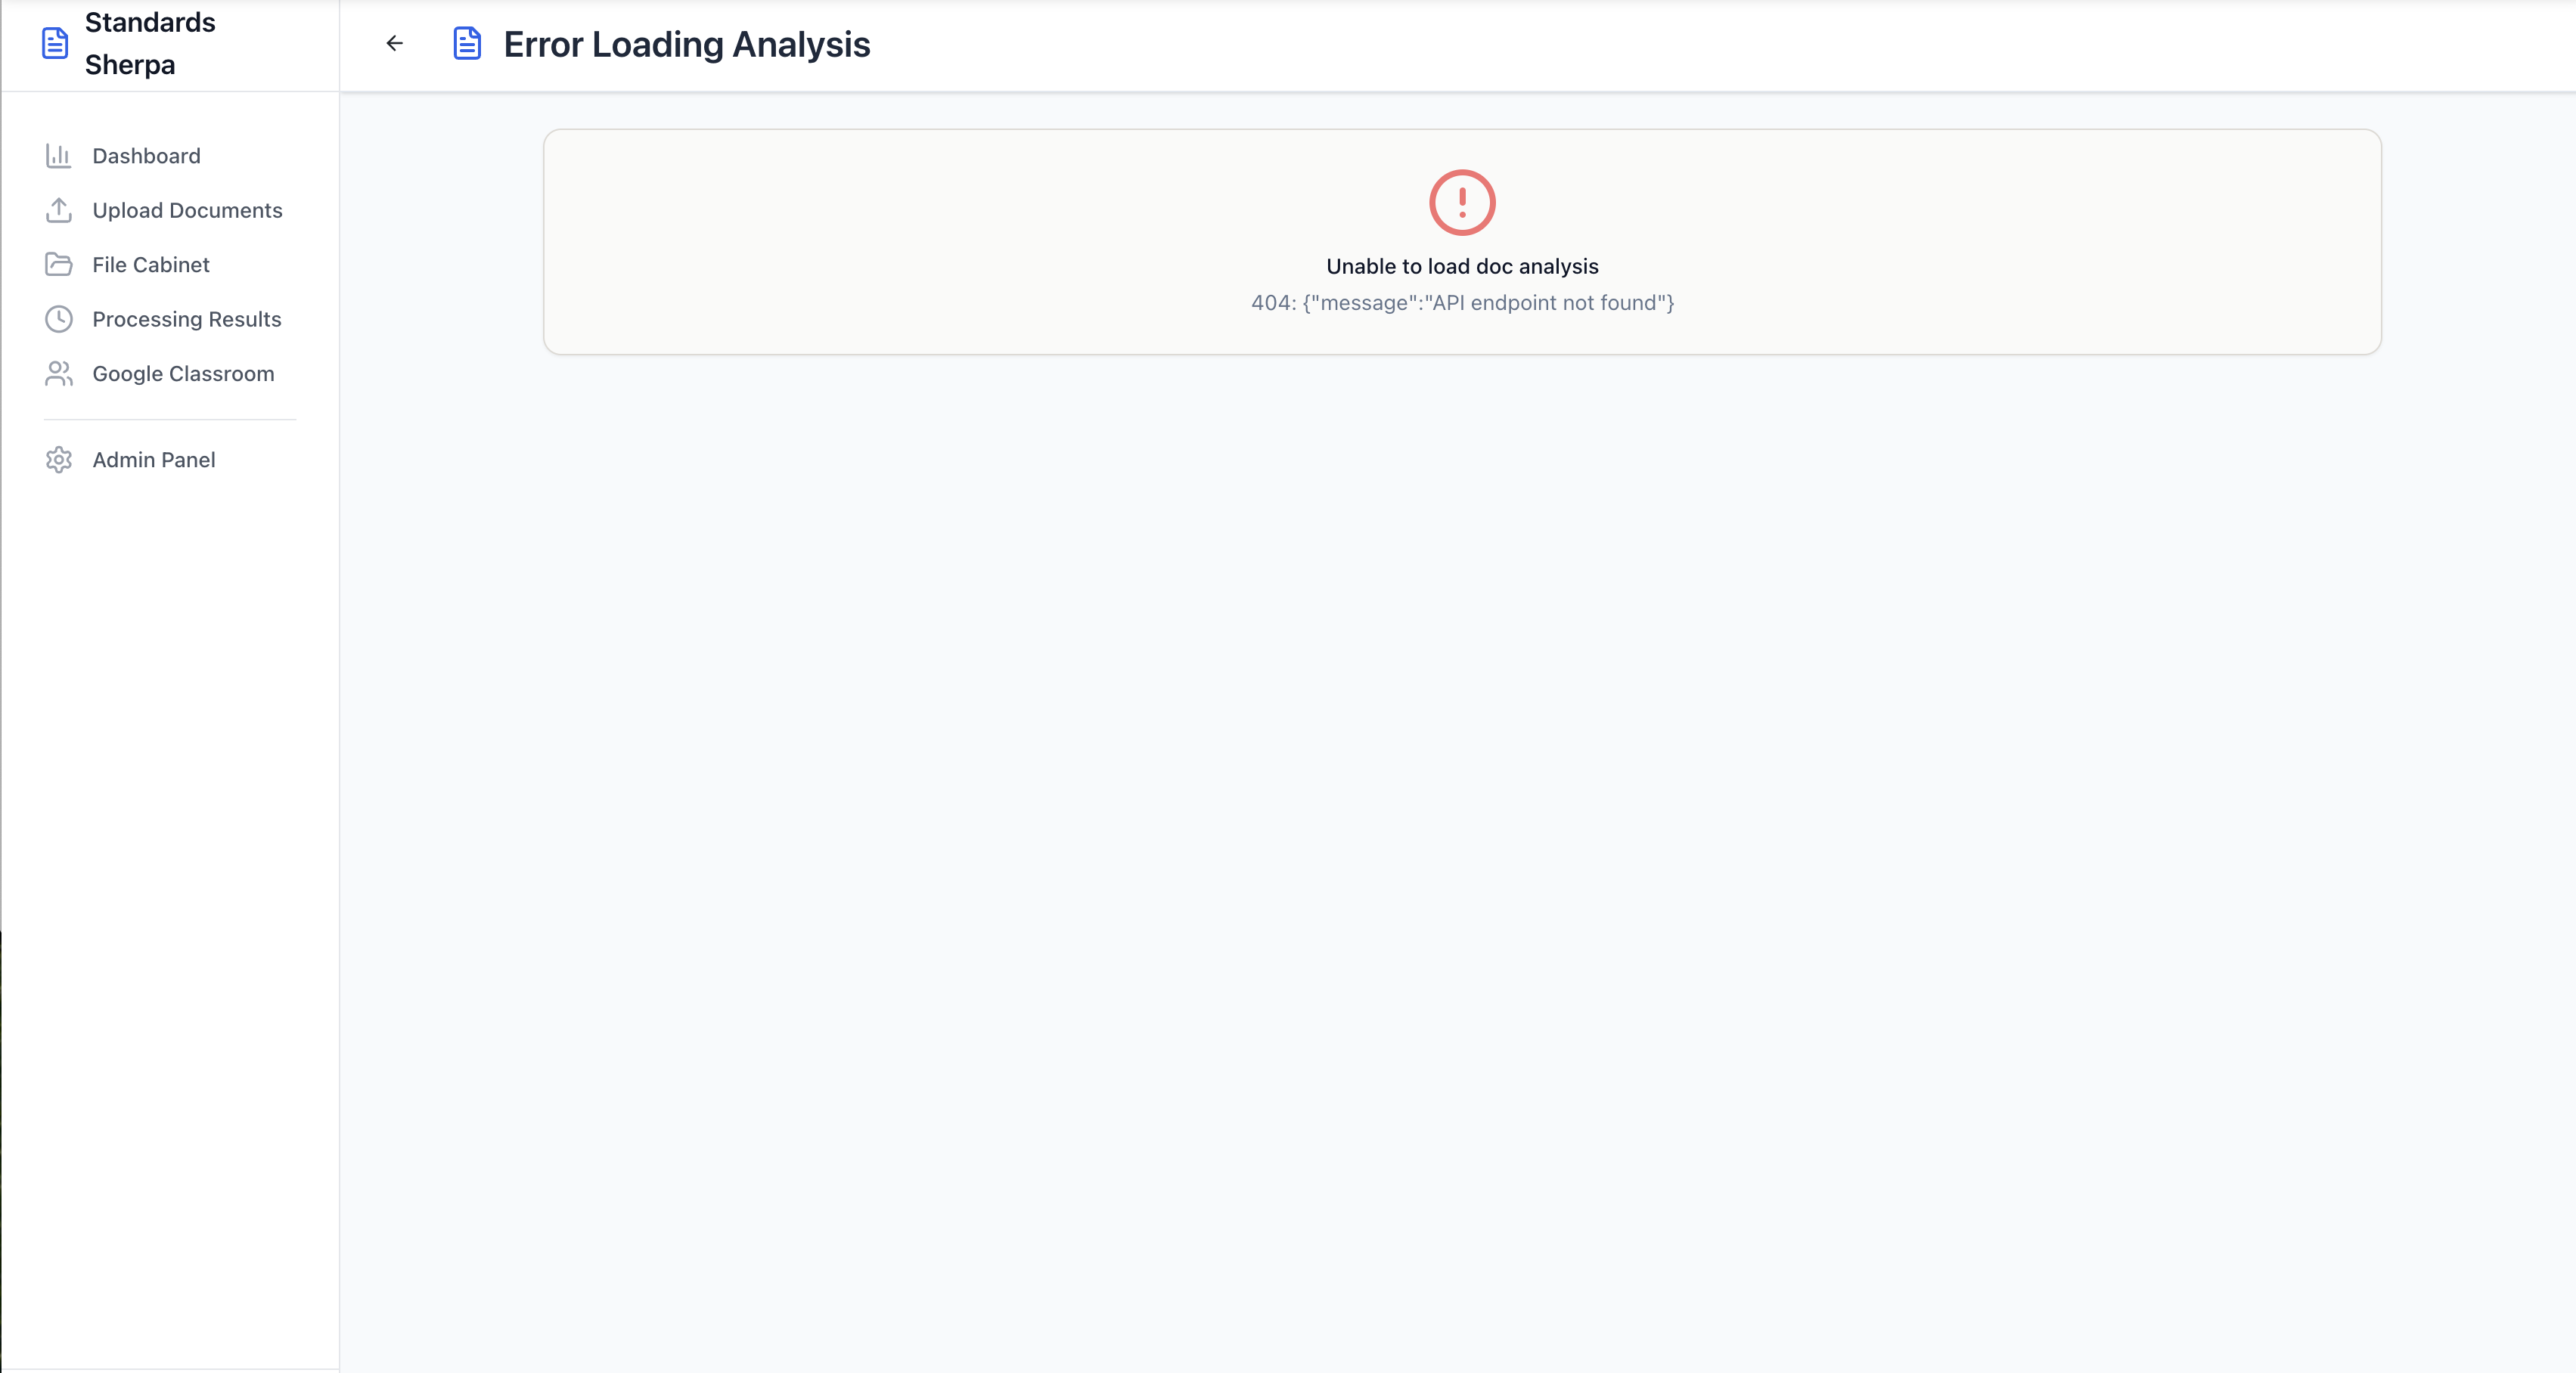 Standards
Sherpa
Error Loading Analysis
Dashboard
Upload Documents
File Cabinet
Processing Results
Google Classroom
Admin Panel
Unable to load doc analysis
404: {"message":"API endpoint not found"}